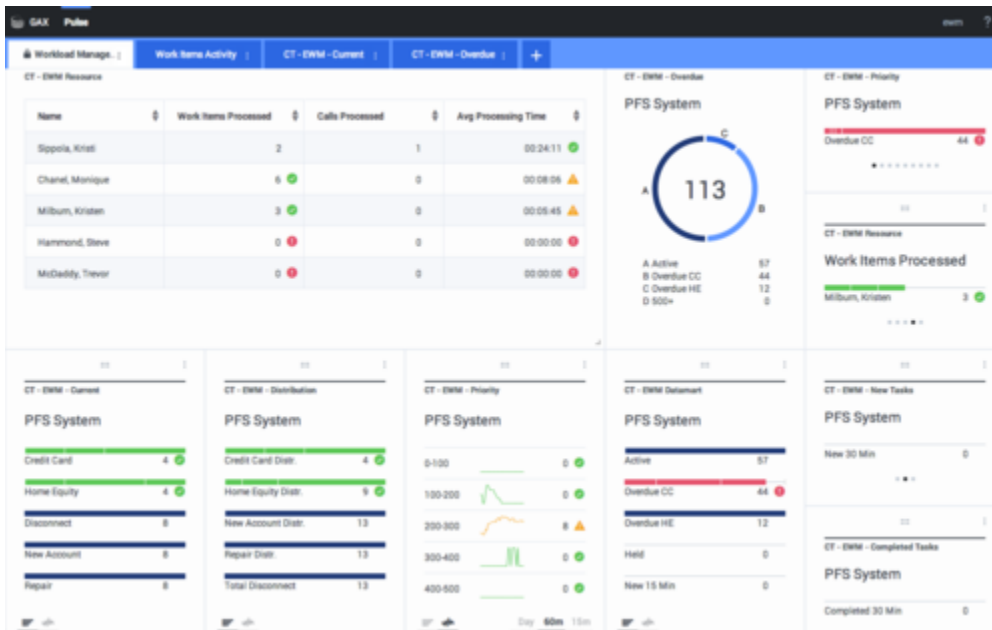 GAX Pulse ewm ?
Workload Manage.. Work Items Activity CT - EWM - Current CT - EWM - Overdue +
CT - EWM Resource
Name Work Items Processed Calls Processed Avg Processing Time
Sippola, Kristi 2 1 00:24:11
Chanel, Monique 6 0 00:08:06
Milburn, Kristen 3 0 00:05:45
Hammond, Steve 0 0 00:00:00
McDaddy, Trevor 0 0 00:00:00
CT - EWM - Overdue
PFS System
C
A
113
B
A Active 57
B Overdue CC 44
C Overdue HE 12
D 500+ 0
CT - EWM - Priority
PFS System
Overdue CC 44
CT - EWM Resource
Work Items Processed
Milburn, Kristen 3
CT - EWM - Current
PFS System
Credit Card 4
Home Equity 4
Disconnect 8
New Account 8
Repair 8
CT - EWM - Distribution
PFS System
Credit Card Distr. 4
Home Equity Distr. 9
New Account Distr. 13
Repair Distr. 13
Total Disconnect 13
CT - EWM - Priority
PFS System
0-100 0
100-200 0
200-300 8
300-400 0
400-500 0
Day 60m 15m
CT - EWM Datamart
PFS System
Active 57
Overdue CC 44
Overdue HE 12
Held 0
New 15 Min 0
CT - EWM - New Tasks
PFS System
New 30 Min 0
CT - EWM - Completed Tasks
PFS System
Completed 30 Min 0